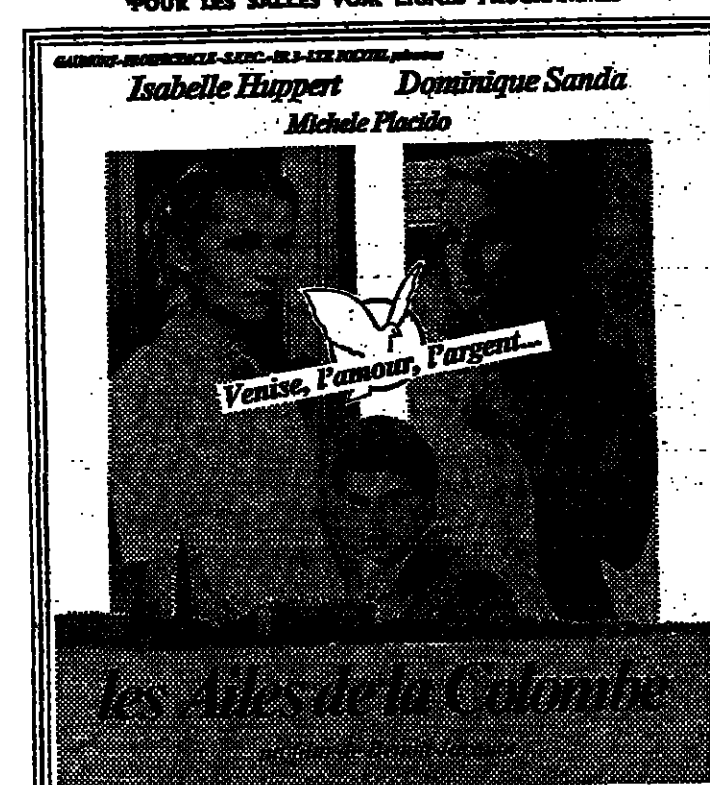 POUR LES SALLES VOIR LIGNES PROGRAMMES
Isabelle Huppert Dominique Sanda
Michele Placido
Venise, l'amour, l'argent...
les Ailes de la Colombe